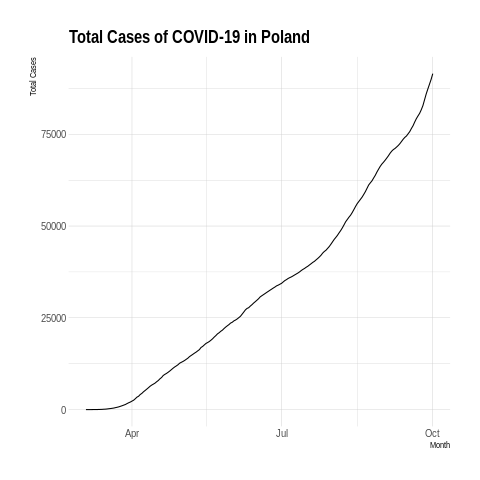 Total Cases of COVID-19 in Poland
Total Cases
75000
50000
25000
0
Apr
Jul
Oct
Month